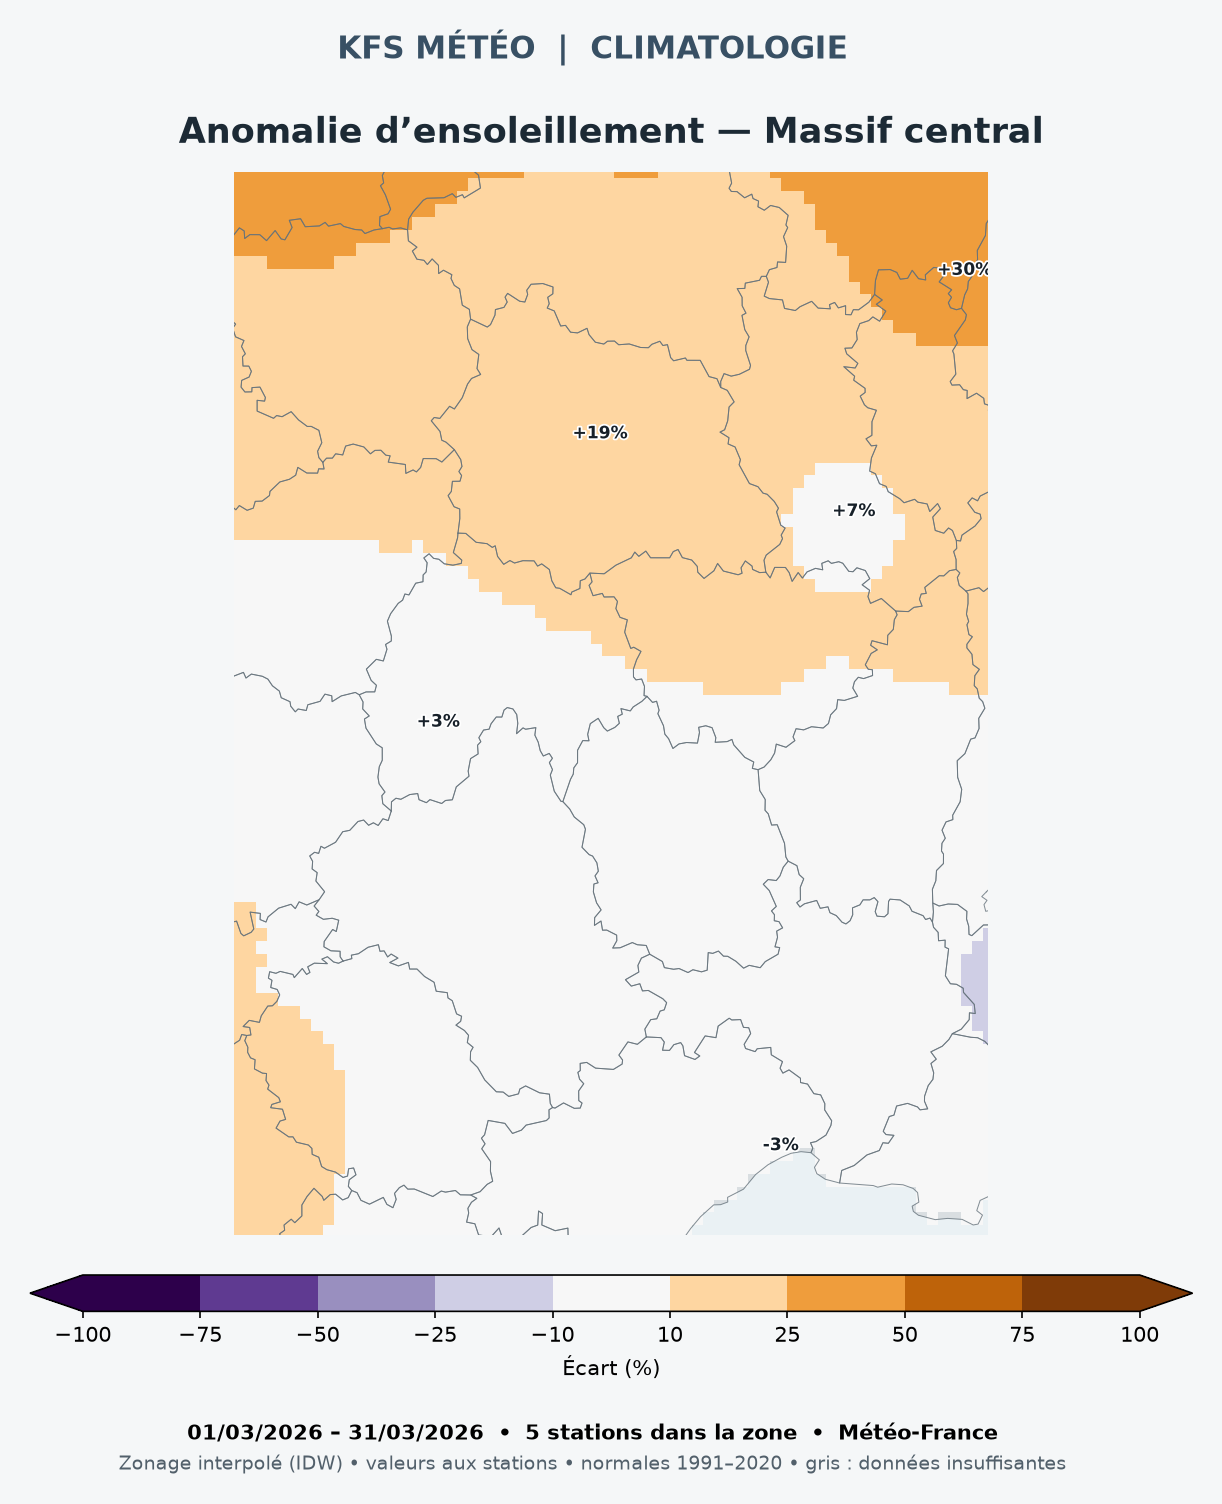 KFS MÉTÉO | CLIMATOLOGIE
Anomalie d’ensoleillement — Massif central
+30%
+19%
+7%
+3%
-3%
−100 −75 −50 −25 −10 10 25 50 75 100
Écart (%)
01/03/2026 – 31/03/2026 • 5 stations dans la zone • Météo-France
Zonage interpolé (IDW) • valeurs aux stations • normales 1991–2020 • gris : données insuffisantes